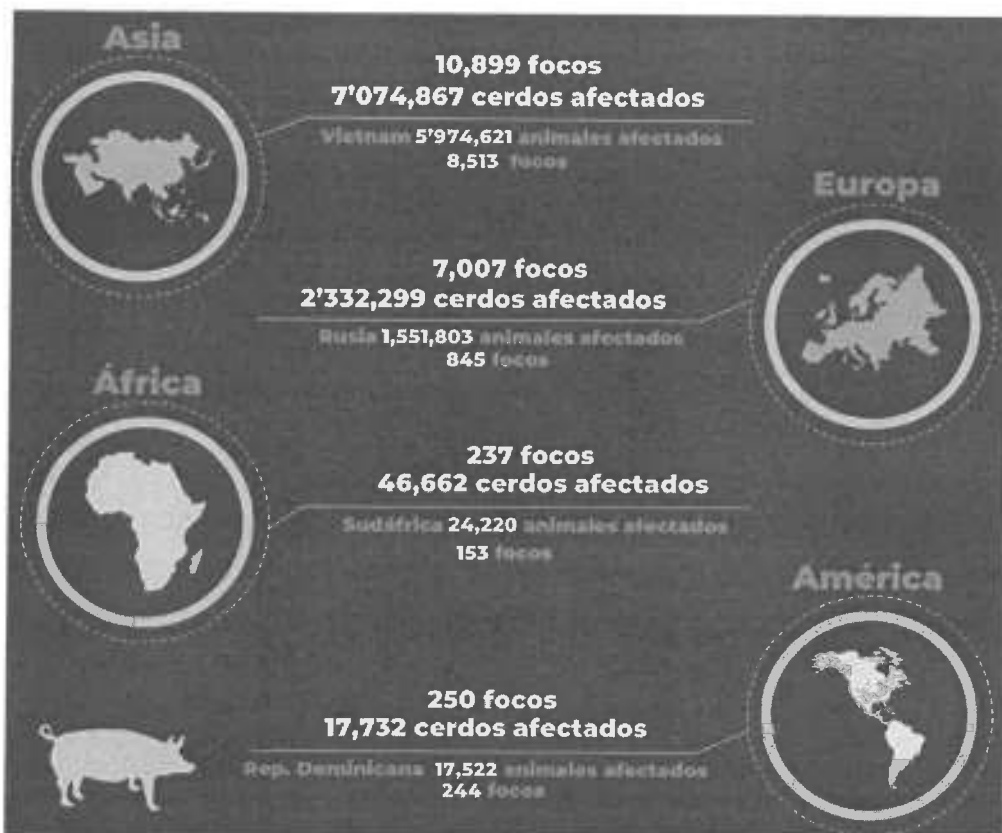 Asia
10,899 focos
7'074,867 cerdos afectados
Vietnam 5'974,621 animales afectados
8,513 focos
Europa
7,007 focos
2'332,299 cerdos afectados
Rusia 1,551,803 animales afectados
845 focos
África
237 focos
46,662 cerdos afectados
Sudáfrica 24,220 animales afectados
153 focos
América
250 focos
17,732 cerdos afectados
Rep. Deminicana 17,522 animales afectados
244 focos